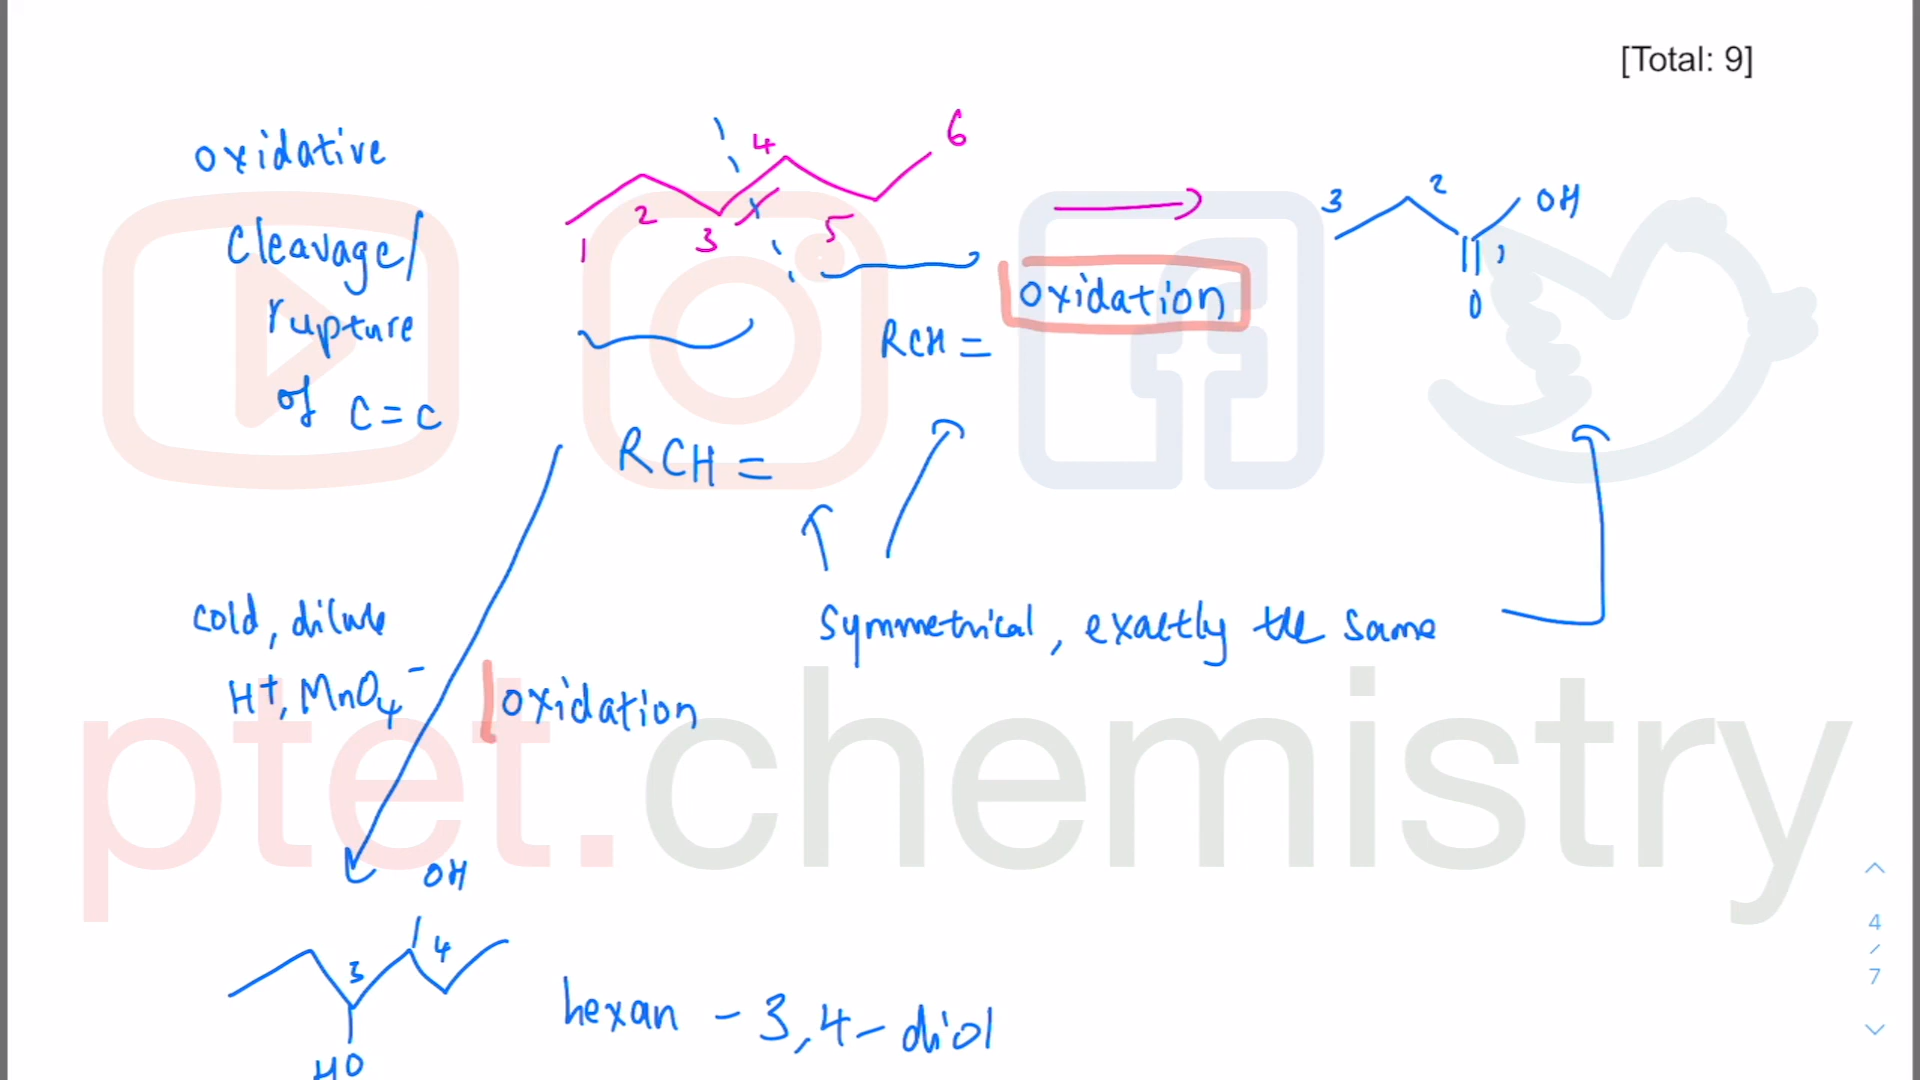 [Total: 9]
oxidative
cleavage/
rupture
of C=C
1 2 3 4 5 6
x
oxidation
3 2 1
OH
O
RCH =
RCH =
symmetrical, exactly the same
cold, dilute
H+, MnO4-
oxidation
ptet.chemistry
4
/
7
OH
3 4
HO
hexan - 3,4-diol